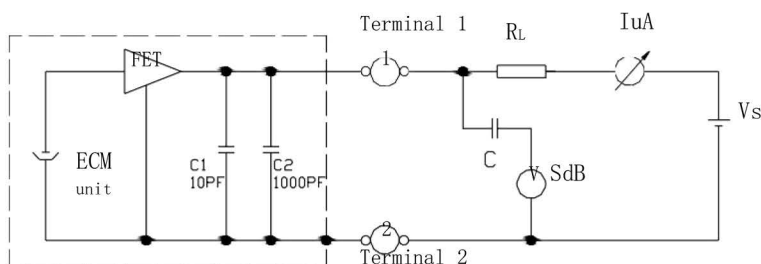 Terminal 1
IuA
RL
FET
1
Vs
ECM
unit
C1
10PF
C2
1000PF
C
V
SdB
2
Terminal 2